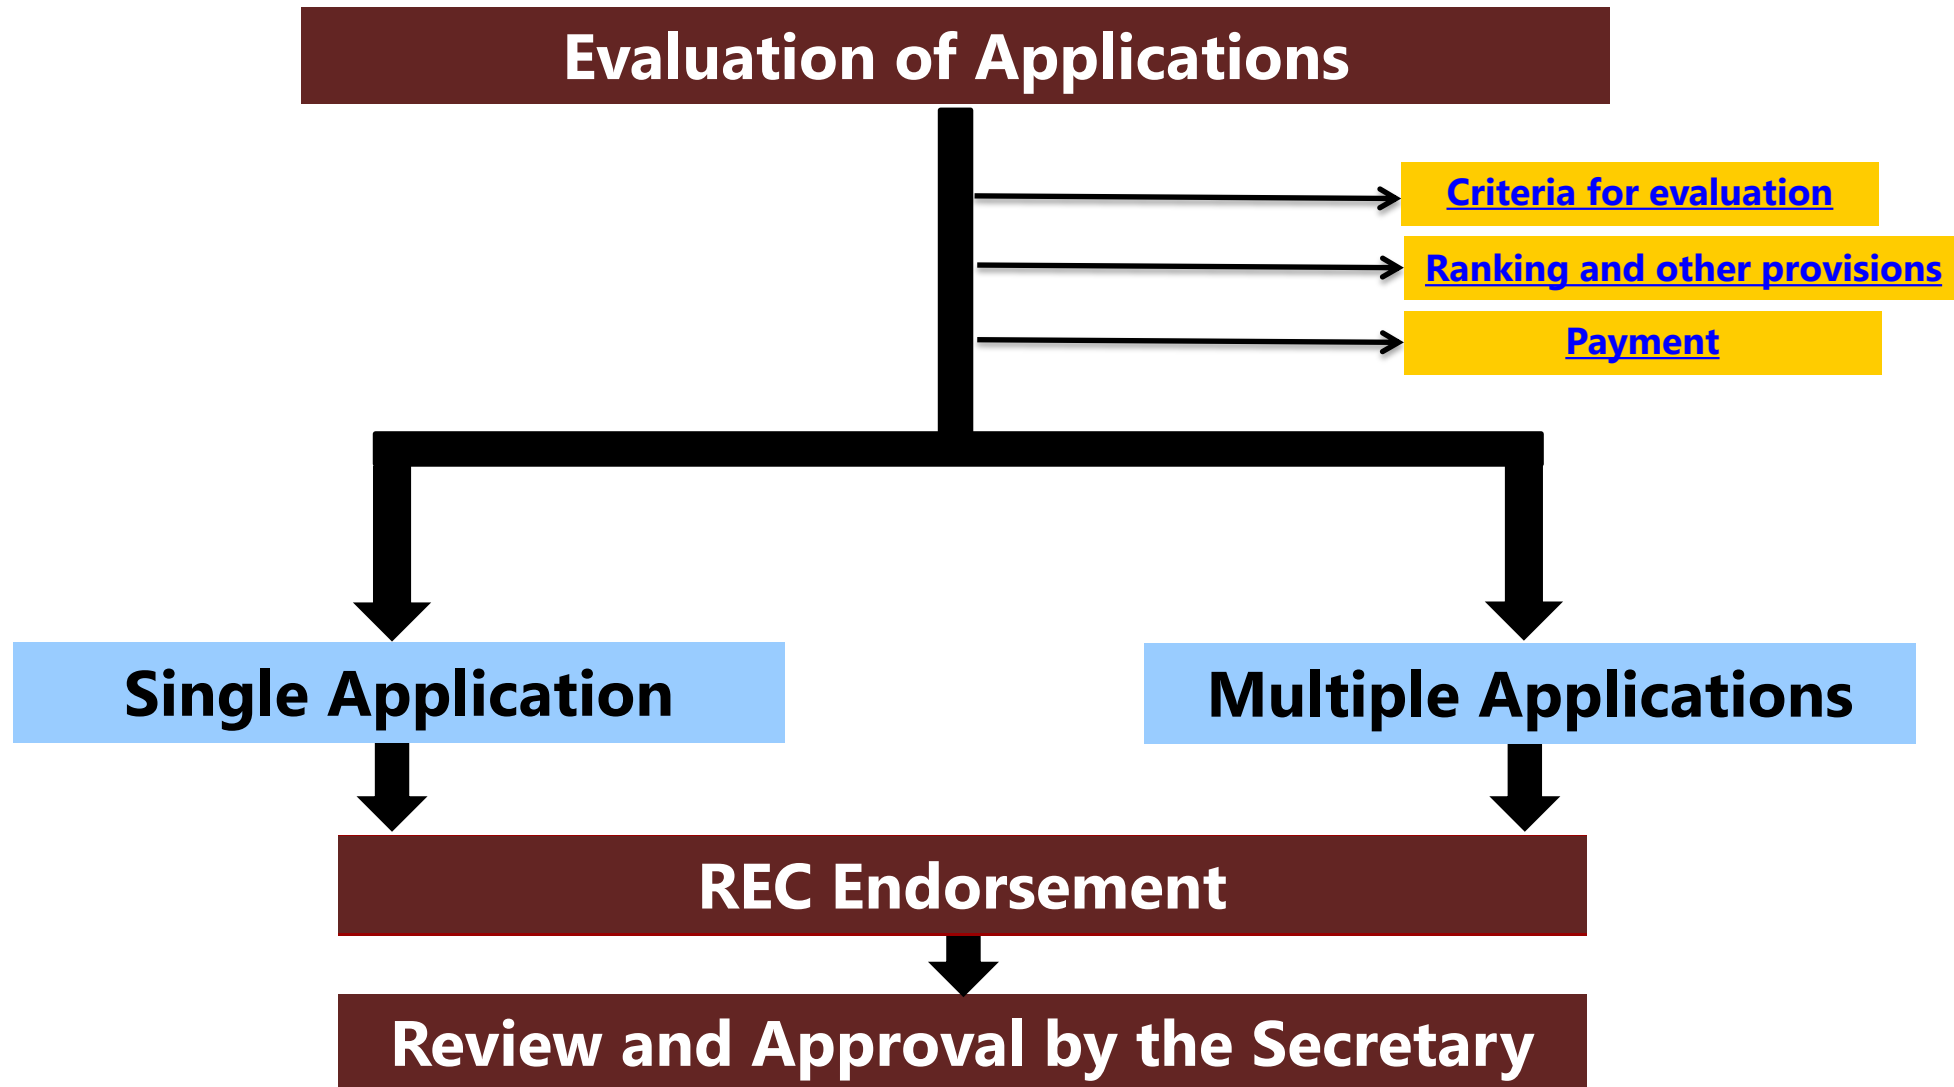 Evaluation of Applications
Criteria for evaluation
Ranking and other provisions
Payment
Single Application
Multiple Applications
REC Endorsement
Review and Approval by the Secretary